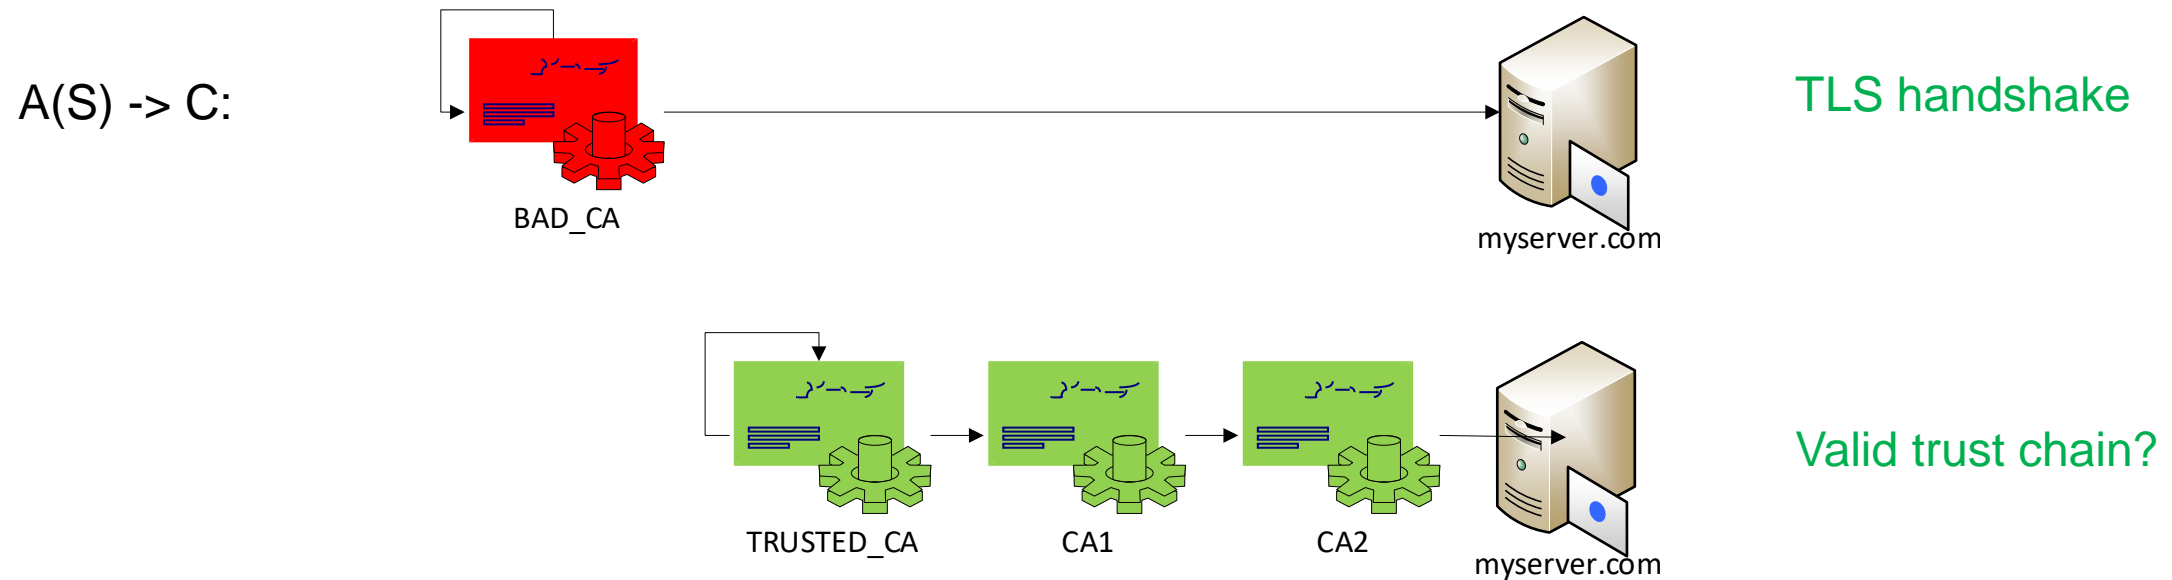 A(S) -> C:
BAD_CA
myserver.com
TLS handshake
TRUSTED_CA
CA1
CA2
myserver.com
Valid trust chain?